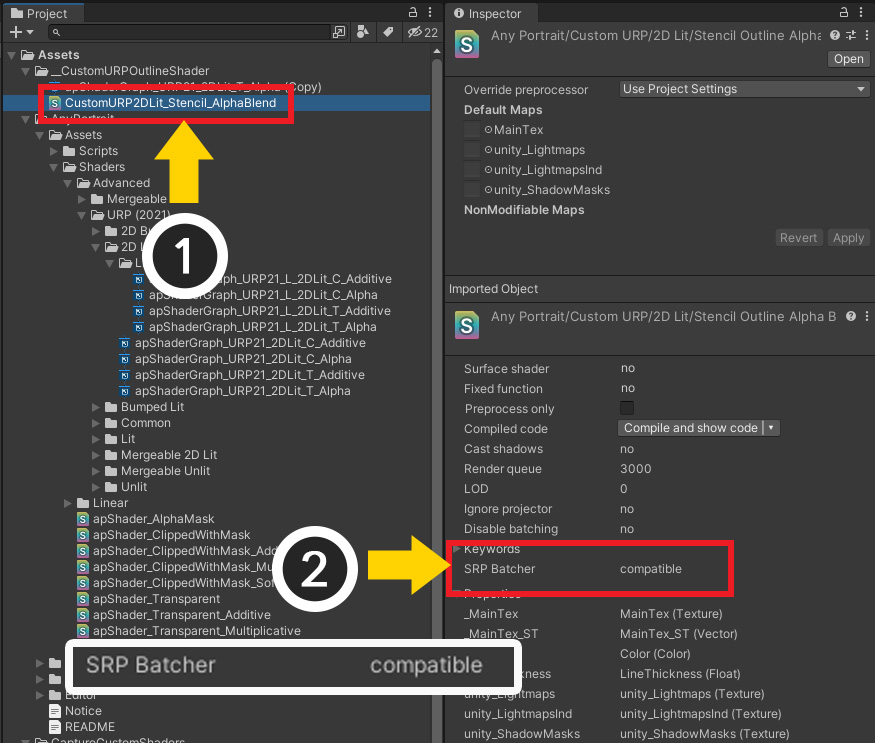 Project
22
Assets
__CustomURPOutlineShader
apShaderGraph_URP21_2DLit_T_Alpha (Copy)
CustomURP2DLit_Stencil_AlphaBlend
AnyPortrait
Assets
Scripts
Shaders
Advanced
Mergeable
URP (2021)
2D
2D
1
apShaderGraph_URP21_L_2DLit_C_Additive
apShaderGraph_URP21_L_2DLit_C_Alpha
apShaderGraph_URP21_L_2DLit_T_Additive
apShaderGraph_URP21_L_2DLit_T_Alpha
apShaderGraph_URP21_2DLit_C_Additive
apShaderGraph_URP21_2DLit_C_Alpha
apShaderGraph_URP21_2DLit_T_Additive
apShaderGraph_URP21_2DLit_T_Alpha
Bumped Lit
Common
Lit
Mergeable 2D Lit
Mergeable Unlit
Unlit
Linear
apShader_AlphaMask
apShader_ClippedWithMask
apShader_ClippedWithMask_Add
apShader_ClippedWithMask_Mu
apShader_ClippedWithMask_Sof
2
apShader_Transparent
apShader_Transparent_Additive
apShader_Transparent_Multiplicative
SRP Batcher compatible
Editor
Notice
README
CaptureCustomShaders
Inspector
Any Portrait/Custom URP/2D Lit/Stencil Outline Alpha
Open
Override preprocessor Use Project Settings
Default Maps
MainTex
unity_Lightmaps
unity_LightmapsInd
unity_ShadowMasks
NonModifiable Maps
Revert Apply
Imported Object
Any Portrait/Custom URP/2D Lit/Stencil Outline Alpha B
Surface shader no
Fixed function no
Preprocess only
Compiled code Compile and show code
Cast shadows no
Render queue 3000
LOD 0
Ignore projector no
Disable batching no
Keywords
SRP Batcher compatible
Properties
_MainTex MainTex (Texture)
_MainTex_ST MainTex_ST (Vector)
Color (Color)
ckness LineThickness (Float)
unity_Lightmaps unity_Lightmaps (Texture)
unity_LightmapsInd unity_LightmapsInd (Texture)
unity_ShadowMasks unity_ShadowMasks (Texture)